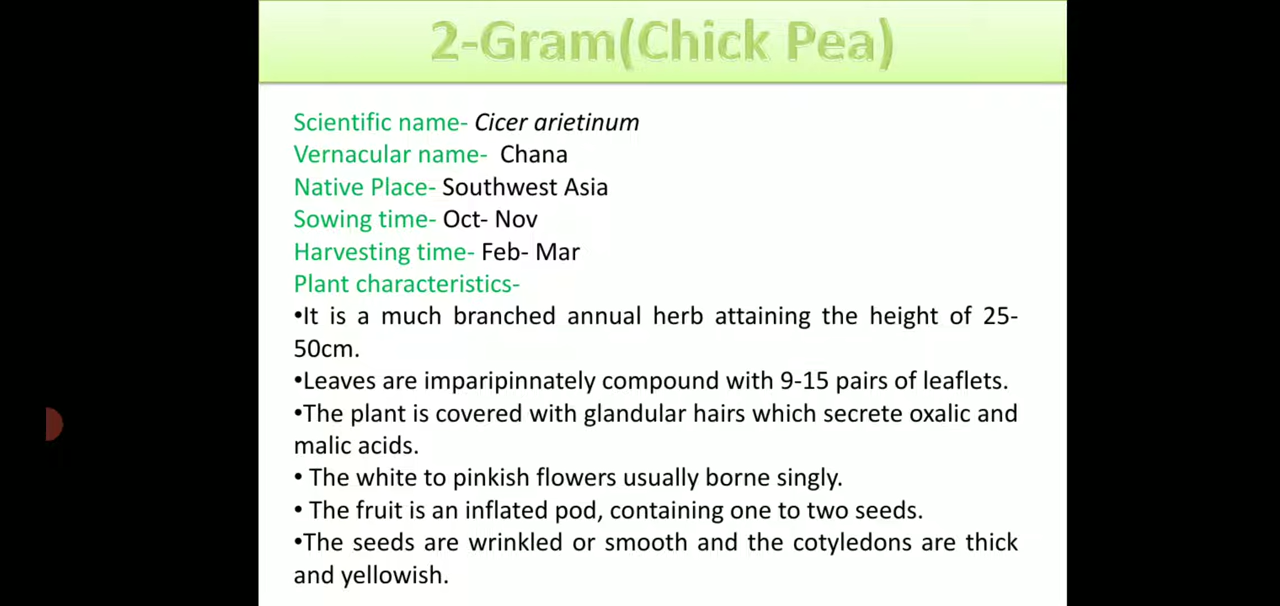 2-Gram(Chick Pea)
Scientific name- Cicer arietinum
Vernacular name-  Chana
Native Place- Southwest Asia
Sowing time- Oct- Nov
Harvesting time- Feb- Mar
Plant characteristics-
•It is a much branched annual herb attaining the height of 25-
50cm.
•Leaves are imparipinnately compound with 9-15 pairs of leaflets.
•The plant is covered with glandular hairs which secrete oxalic and
malic acids.
• The white to pinkish flowers usually borne singly.
• The fruit is an inflated pod, containing one to two seeds.
•The seeds are wrinkled or smooth and the cotyledons are thick
and yellowish.